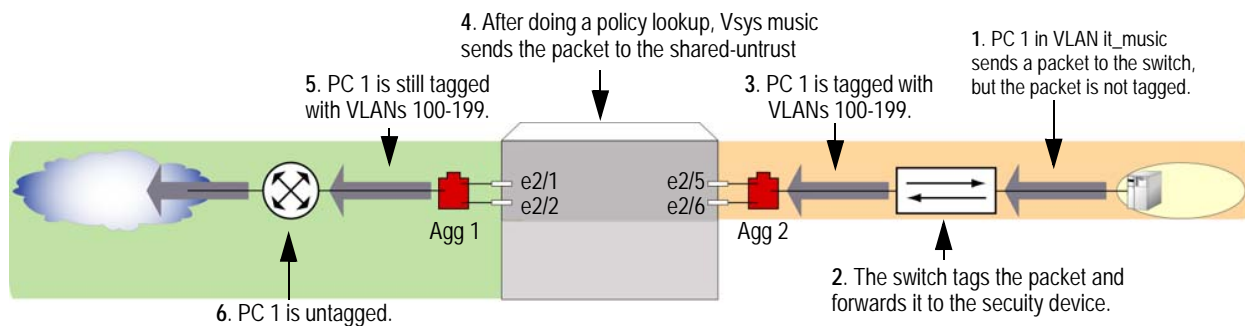 4. After doing a policy lookup, Vsys music
sends the packet to the shared-untrust
1. PC 1 in VLAN it_music
sends a packet to the switch,
but the packet is not tagged.
5. PC 1 is still tagged
with VLANs 100-199.
3. PC 1 is tagged with
VLANs 100-199.
e2/1
e2/2
e2/5
e2/6
Agg 1
Agg 2
2. The switch tags the packet and
forwards it to the secuity device.
6. PC 1 is untagged.